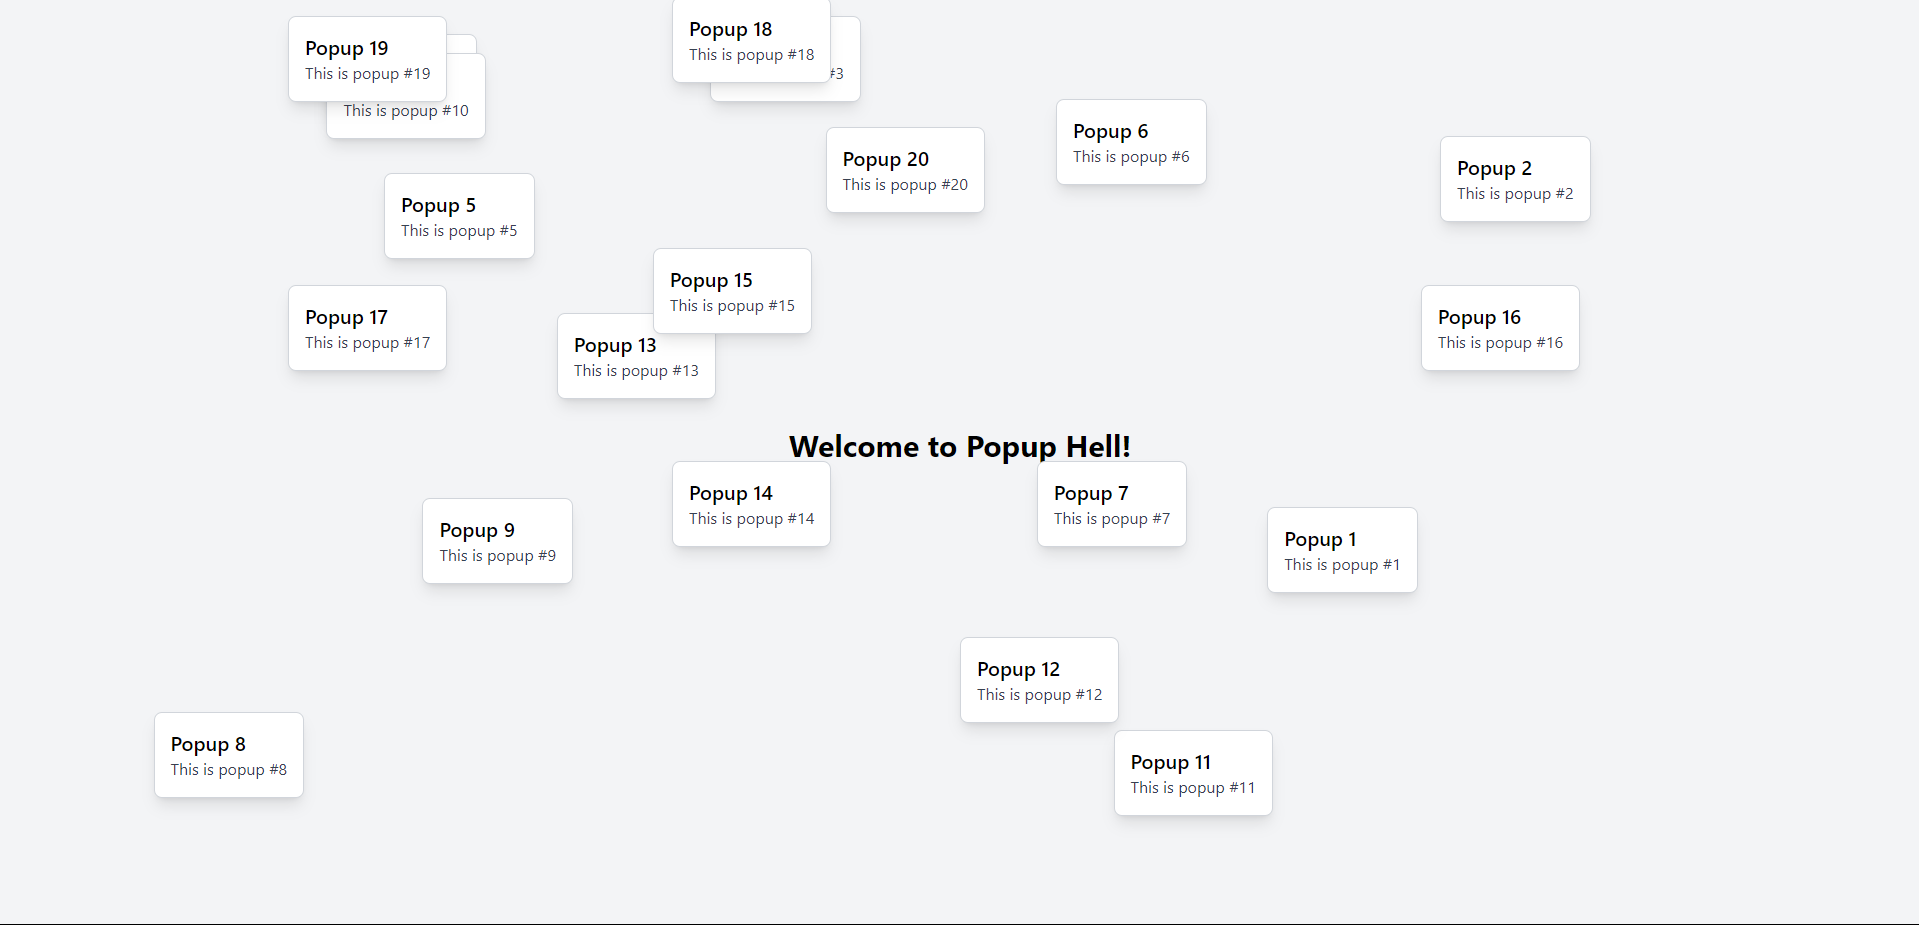 Popup 19
This is popup #19
This is popup #10
Popup 18
This is popup #18
#3
Popup 6
This is popup #6
Popup 20
This is popup #20
Popup 2
This is popup #2
Popup 5
This is popup #5
Popup 15
This is popup #15
Popup 17
This is popup #17
Popup 16
This is popup #16
Popup 13
This is popup #13
Welcome to Popup Hell!
Popup 14
This is popup #14
Popup 7
This is popup #7
Popup 9
This is popup #9
Popup 1
This is popup #1
Popup 12
This is popup #12
Popup 8
This is popup #8
Popup 11
This is popup #11